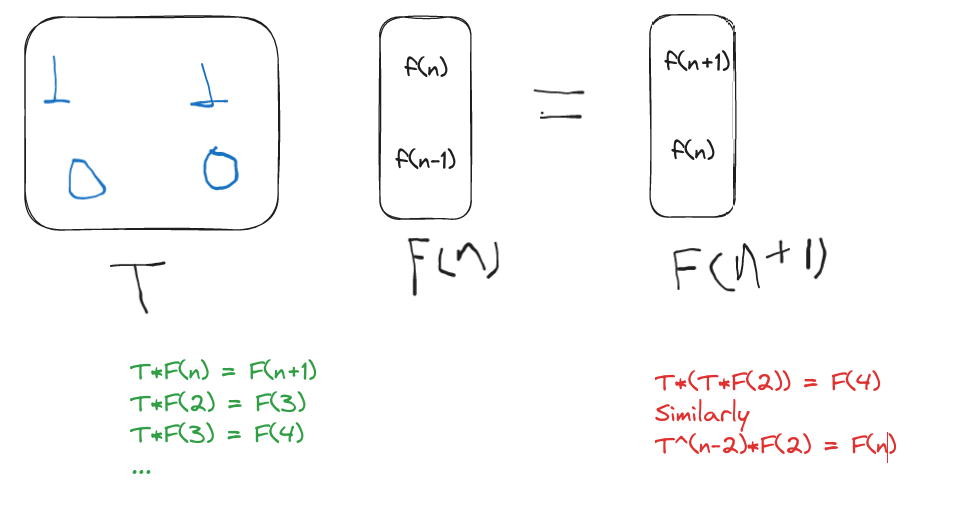 1 1
0 0
f(n)
f(n-1)
=
f(n+1)
f(n)
T
F(n)
F(n+1)
T*F(n) = F(n+1)
T*F(2) = F(3)
T*F(3) = F(4)
...
T*(T*F(2)) = F(4)
Similarly
T^(n-2)*F(2) = F(n)